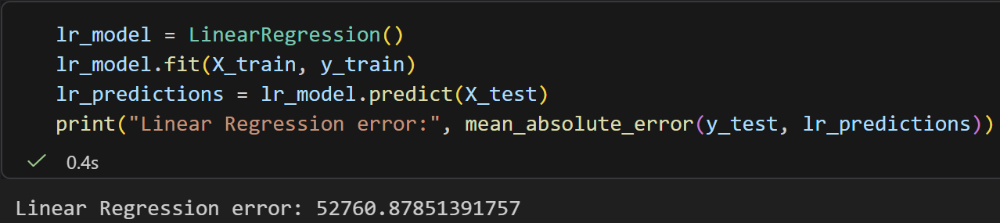 lr_model = LinearRegression()
lr_model.fit(X_train, y_train)
lr_predictions = lr_model.predict(X_test)
print("Linear Regression error:", mean_absolute_error(y_test, lr_predictions))
0.4s
Linear Regression error: 52760.87851391757